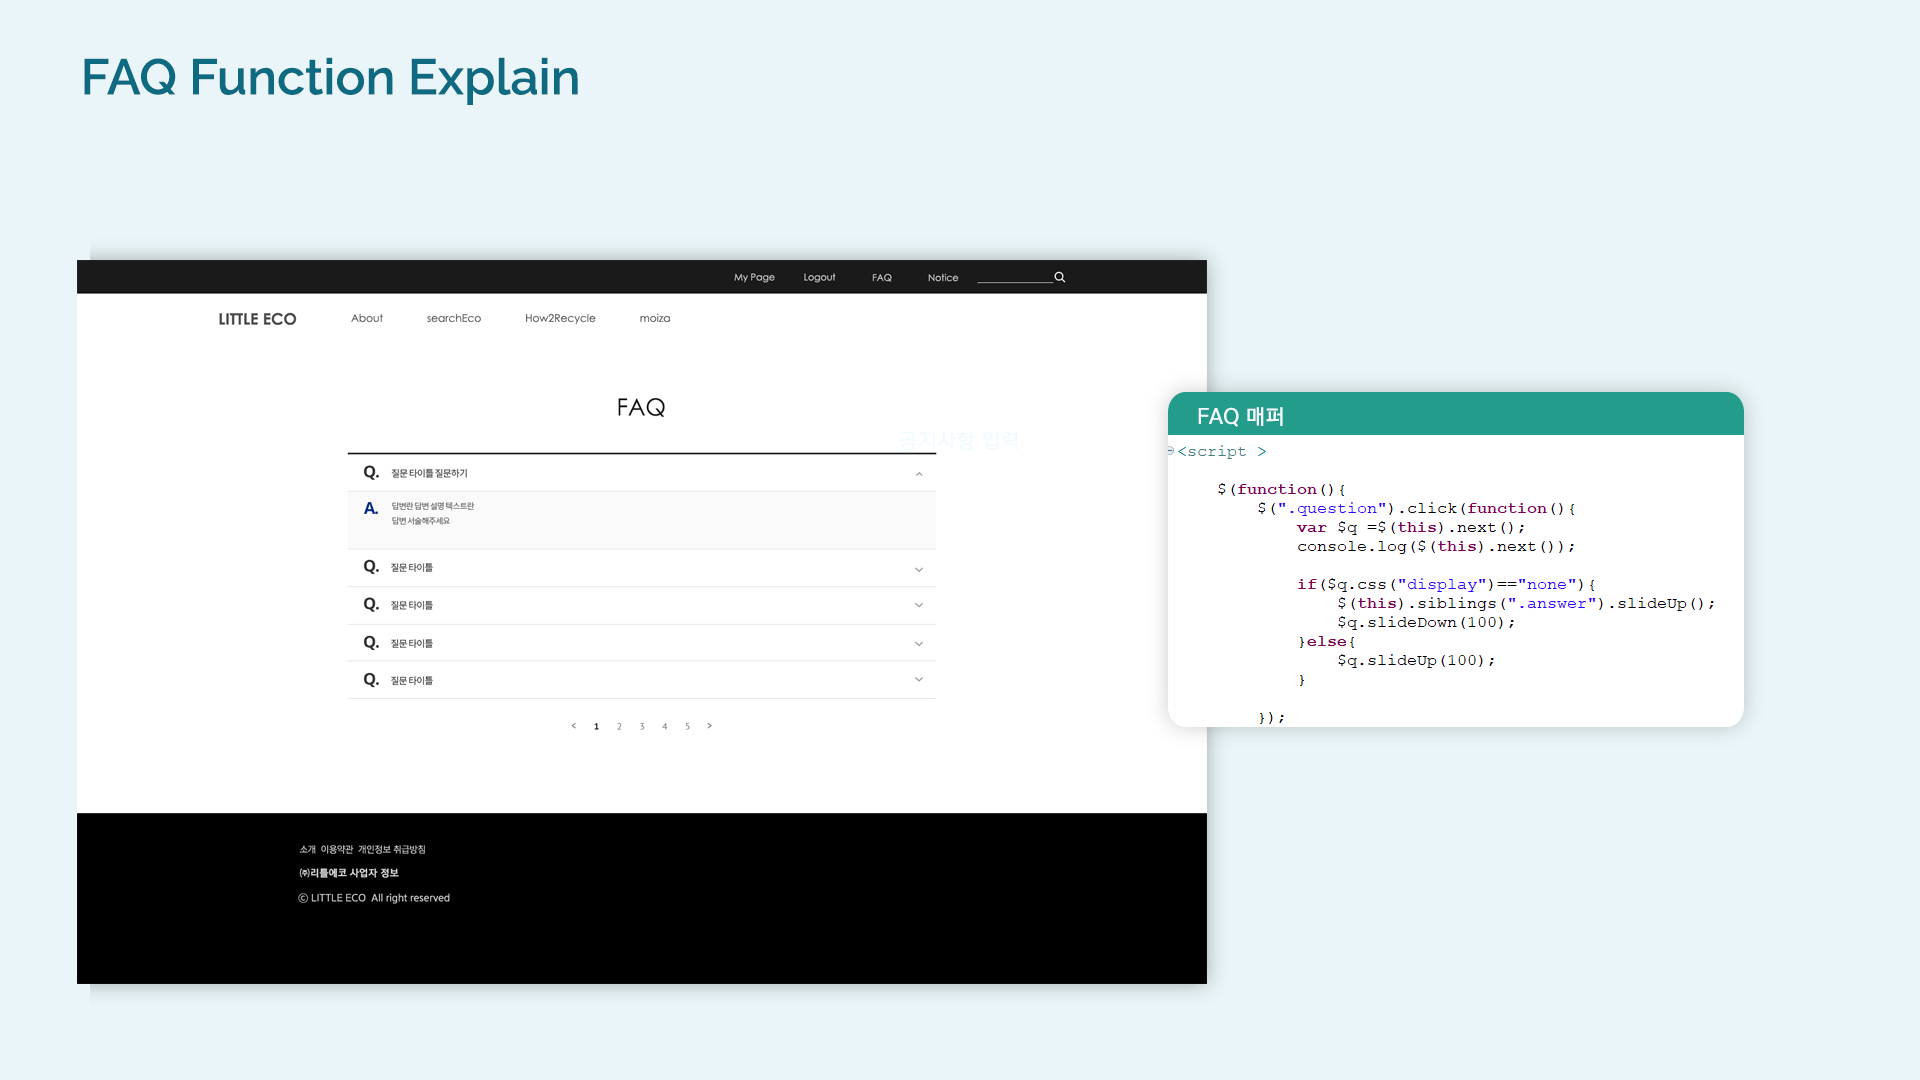 FAQ Function Explain
My Page Logout FAQ Notice
LITTLE ECO About searchEco How2Recycle moiza
FAQ
공지사항 입력
Q. 질문 타이틀 질문하기
A. 답변란 답변 설명 텍스트란
답변 서술해주세요
Q. 질문 타이틀
Q. 질문 타이틀
Q. 질문 타이틀
Q. 질문 타이틀
< 1 2 3 4 5 >
소개 이용약관 개인정보 취급방침
㈜리틀에코 사업자 정보
ⓒ LITTLE ECO All right reserved
FAQ 매퍼
<script >
$(function(){
$(".question").click(function(){
var $q =$(this).next();
console.log($(this).next());
if($q.css("display")=="none"){
$(this).siblings(".answer").slideUp();
$q.slideDown(100);
}else{
$q.slideUp(100);
}
});